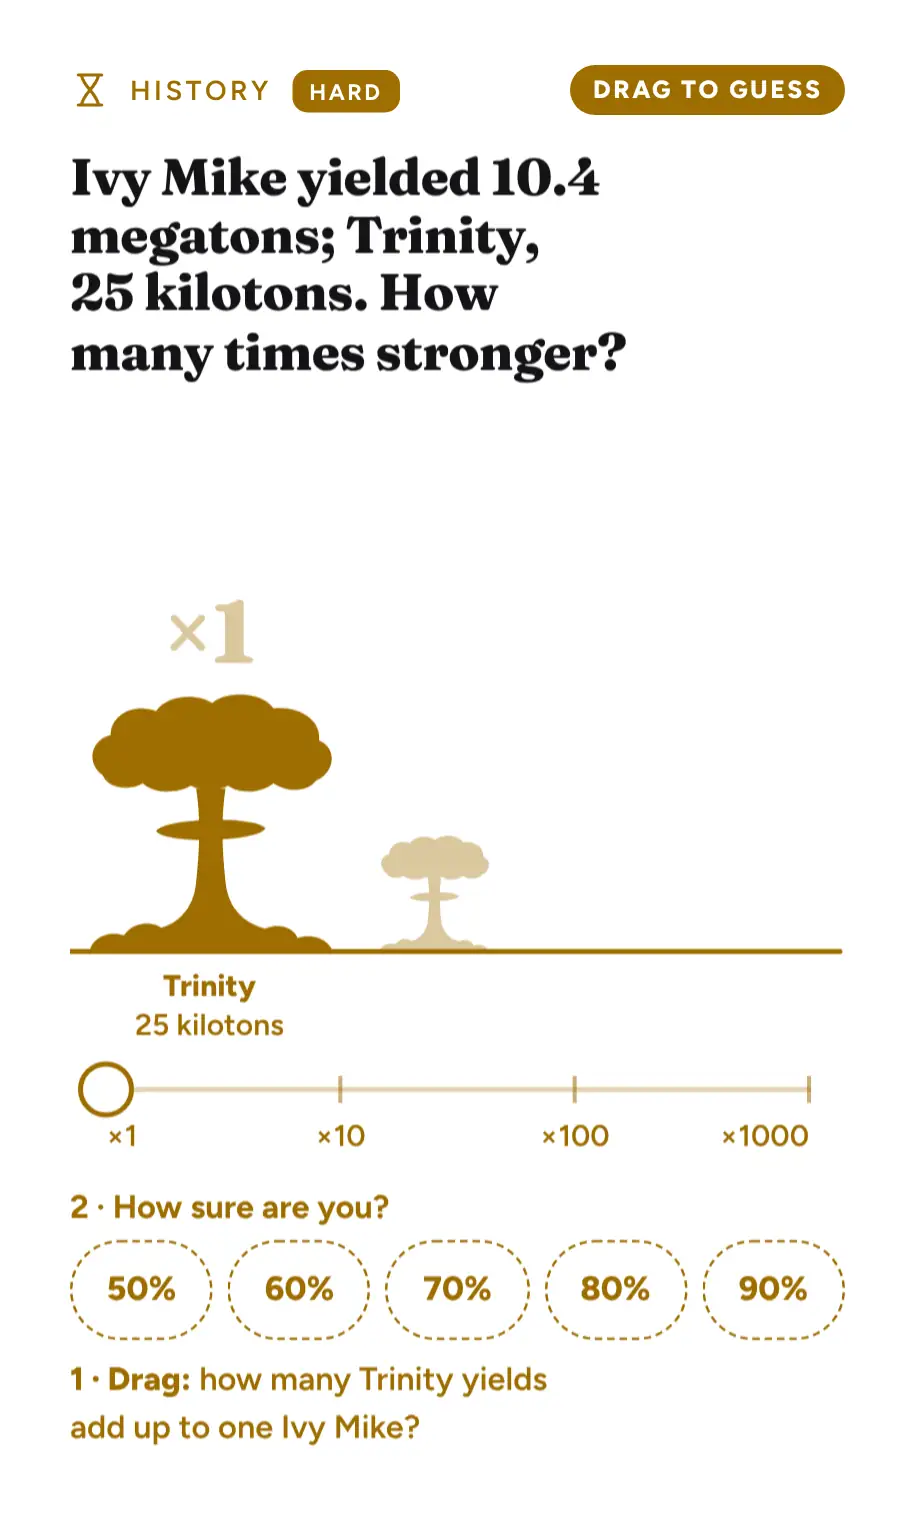 HISTORY
HARD
DRAG TO GUESS
Ivy Mike yielded 10.4
megatons; Trinity,
25 kilotons. How
many times stronger?
×1
Trinity
25 kilotons
×1
×10
×100
×1000
2 · How sure are you?
50%
60%
70%
80%
90%
1 · Drag: how many Trinity yields
add up to one Ivy Mike?